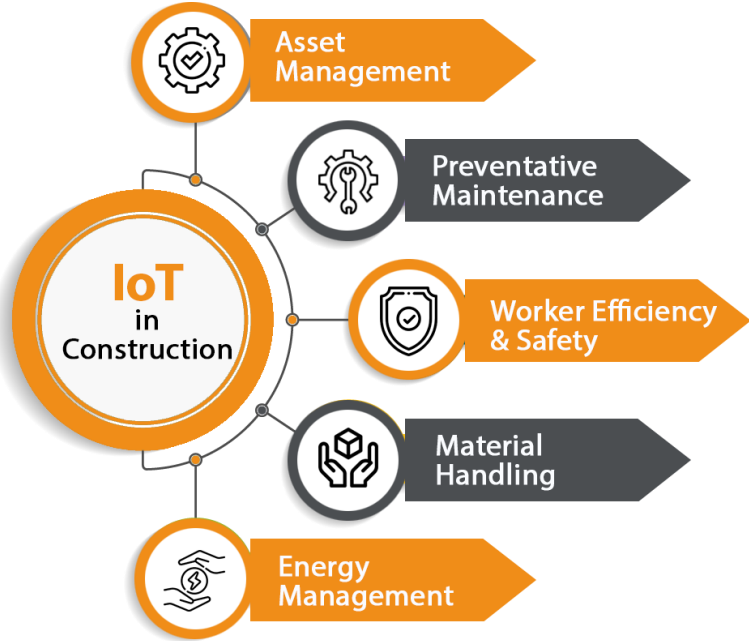 Asset
Management
Preventative
Maintenance
IoT
in
Construction
Worker Efficiency
& Safety
Material
Handling
Energy
Management